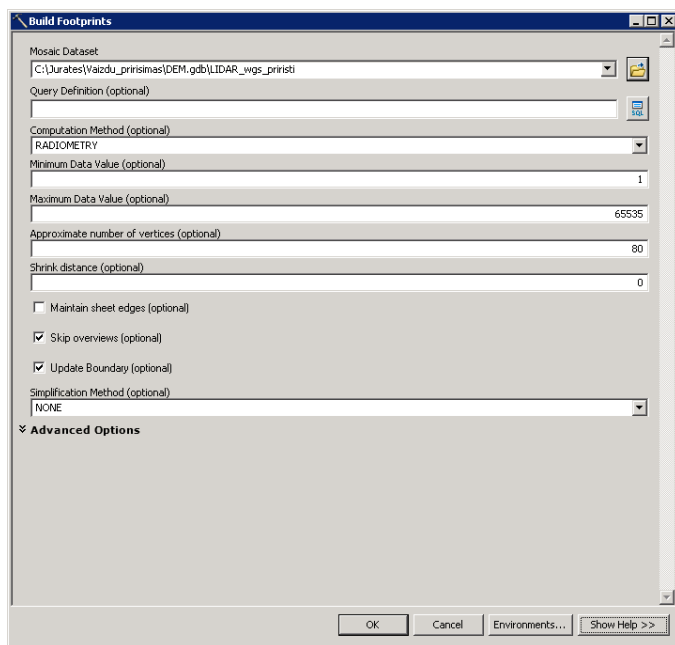 Build Footprints
Mosaic Dataset
C:\Jurates\Vaizdu_pririsimas\DEM.gdb\LIDAR_wgs_priristi
Query Definition (optional)
SQL
Computation Method (optional)
RADIOMETRY
Minimum Data Value (optional)
1
Maximum Data Value (optional)
65535
Approximate number of vertices (optional)
80
Shrink distance (optional)
0
Maintain sheet edges (optional)
Skip overviews (optional)
Update Boundary (optional)
Simplification Method (optional)
NONE
Advanced Options
OK Cancel Environments... Show Help >>